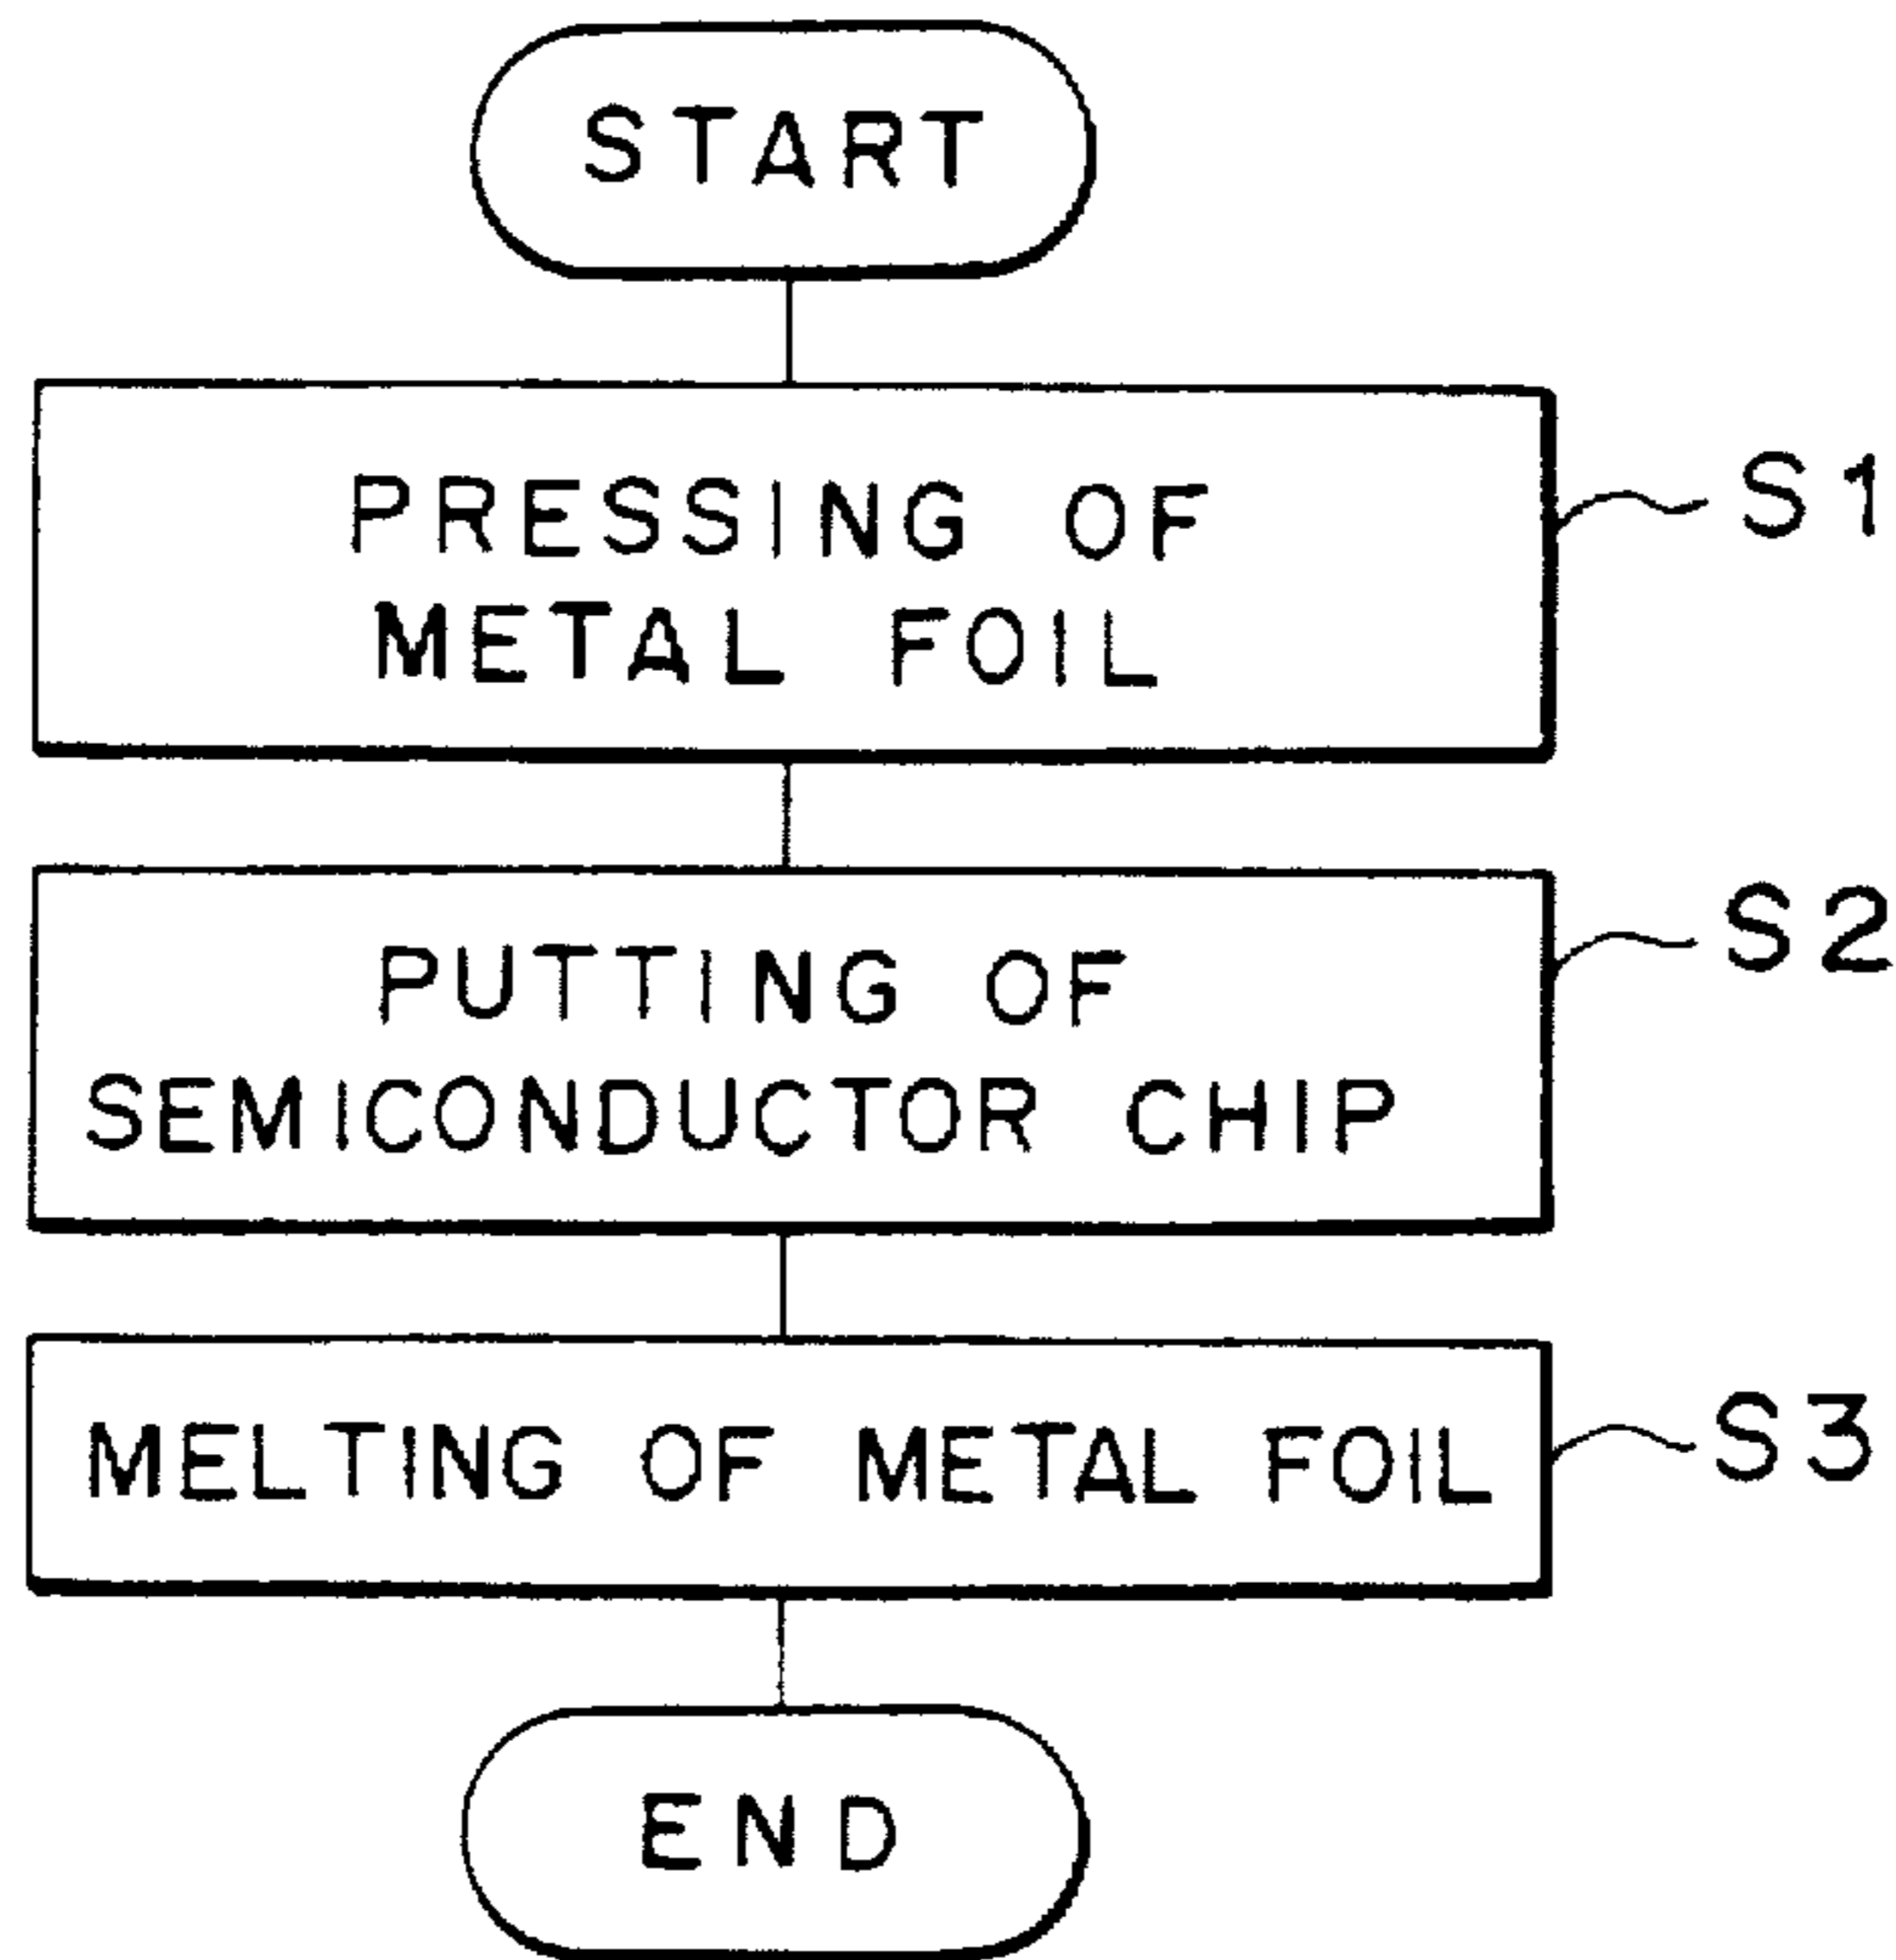 START
PRESSING OF
METAL FOIL
S1
PUTTING OF
SEMICONDUCTOR CHIP
S2
MELTING OF METAL FOIL
S3
END